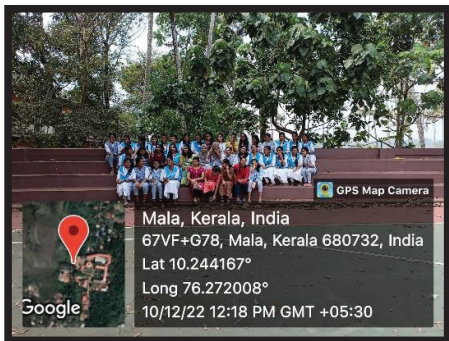 GPS Map Camera
Mala, Kerala, India
67VF+G78, Mala, Kerala 680732, India
Lat 10.244167°
Long 76.272008°
10/12/22 12:18 PM GMT +05:30
Google